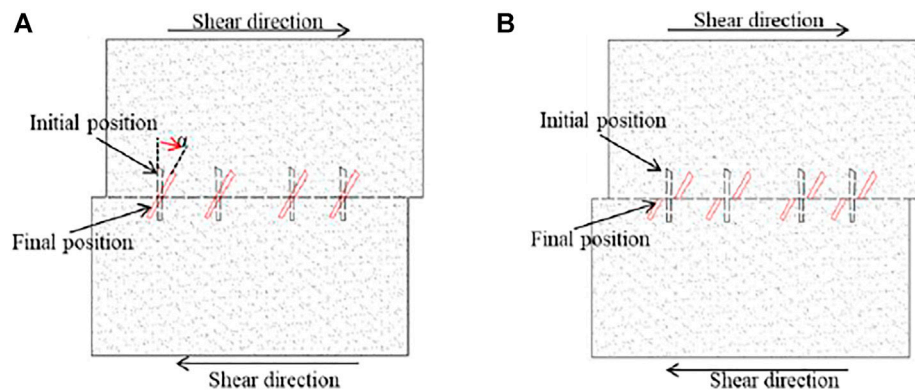 A
Shear direction
Initial position
α
Final position
Shear direction
B
Shear direction
Initial position
Final position
Shear direction